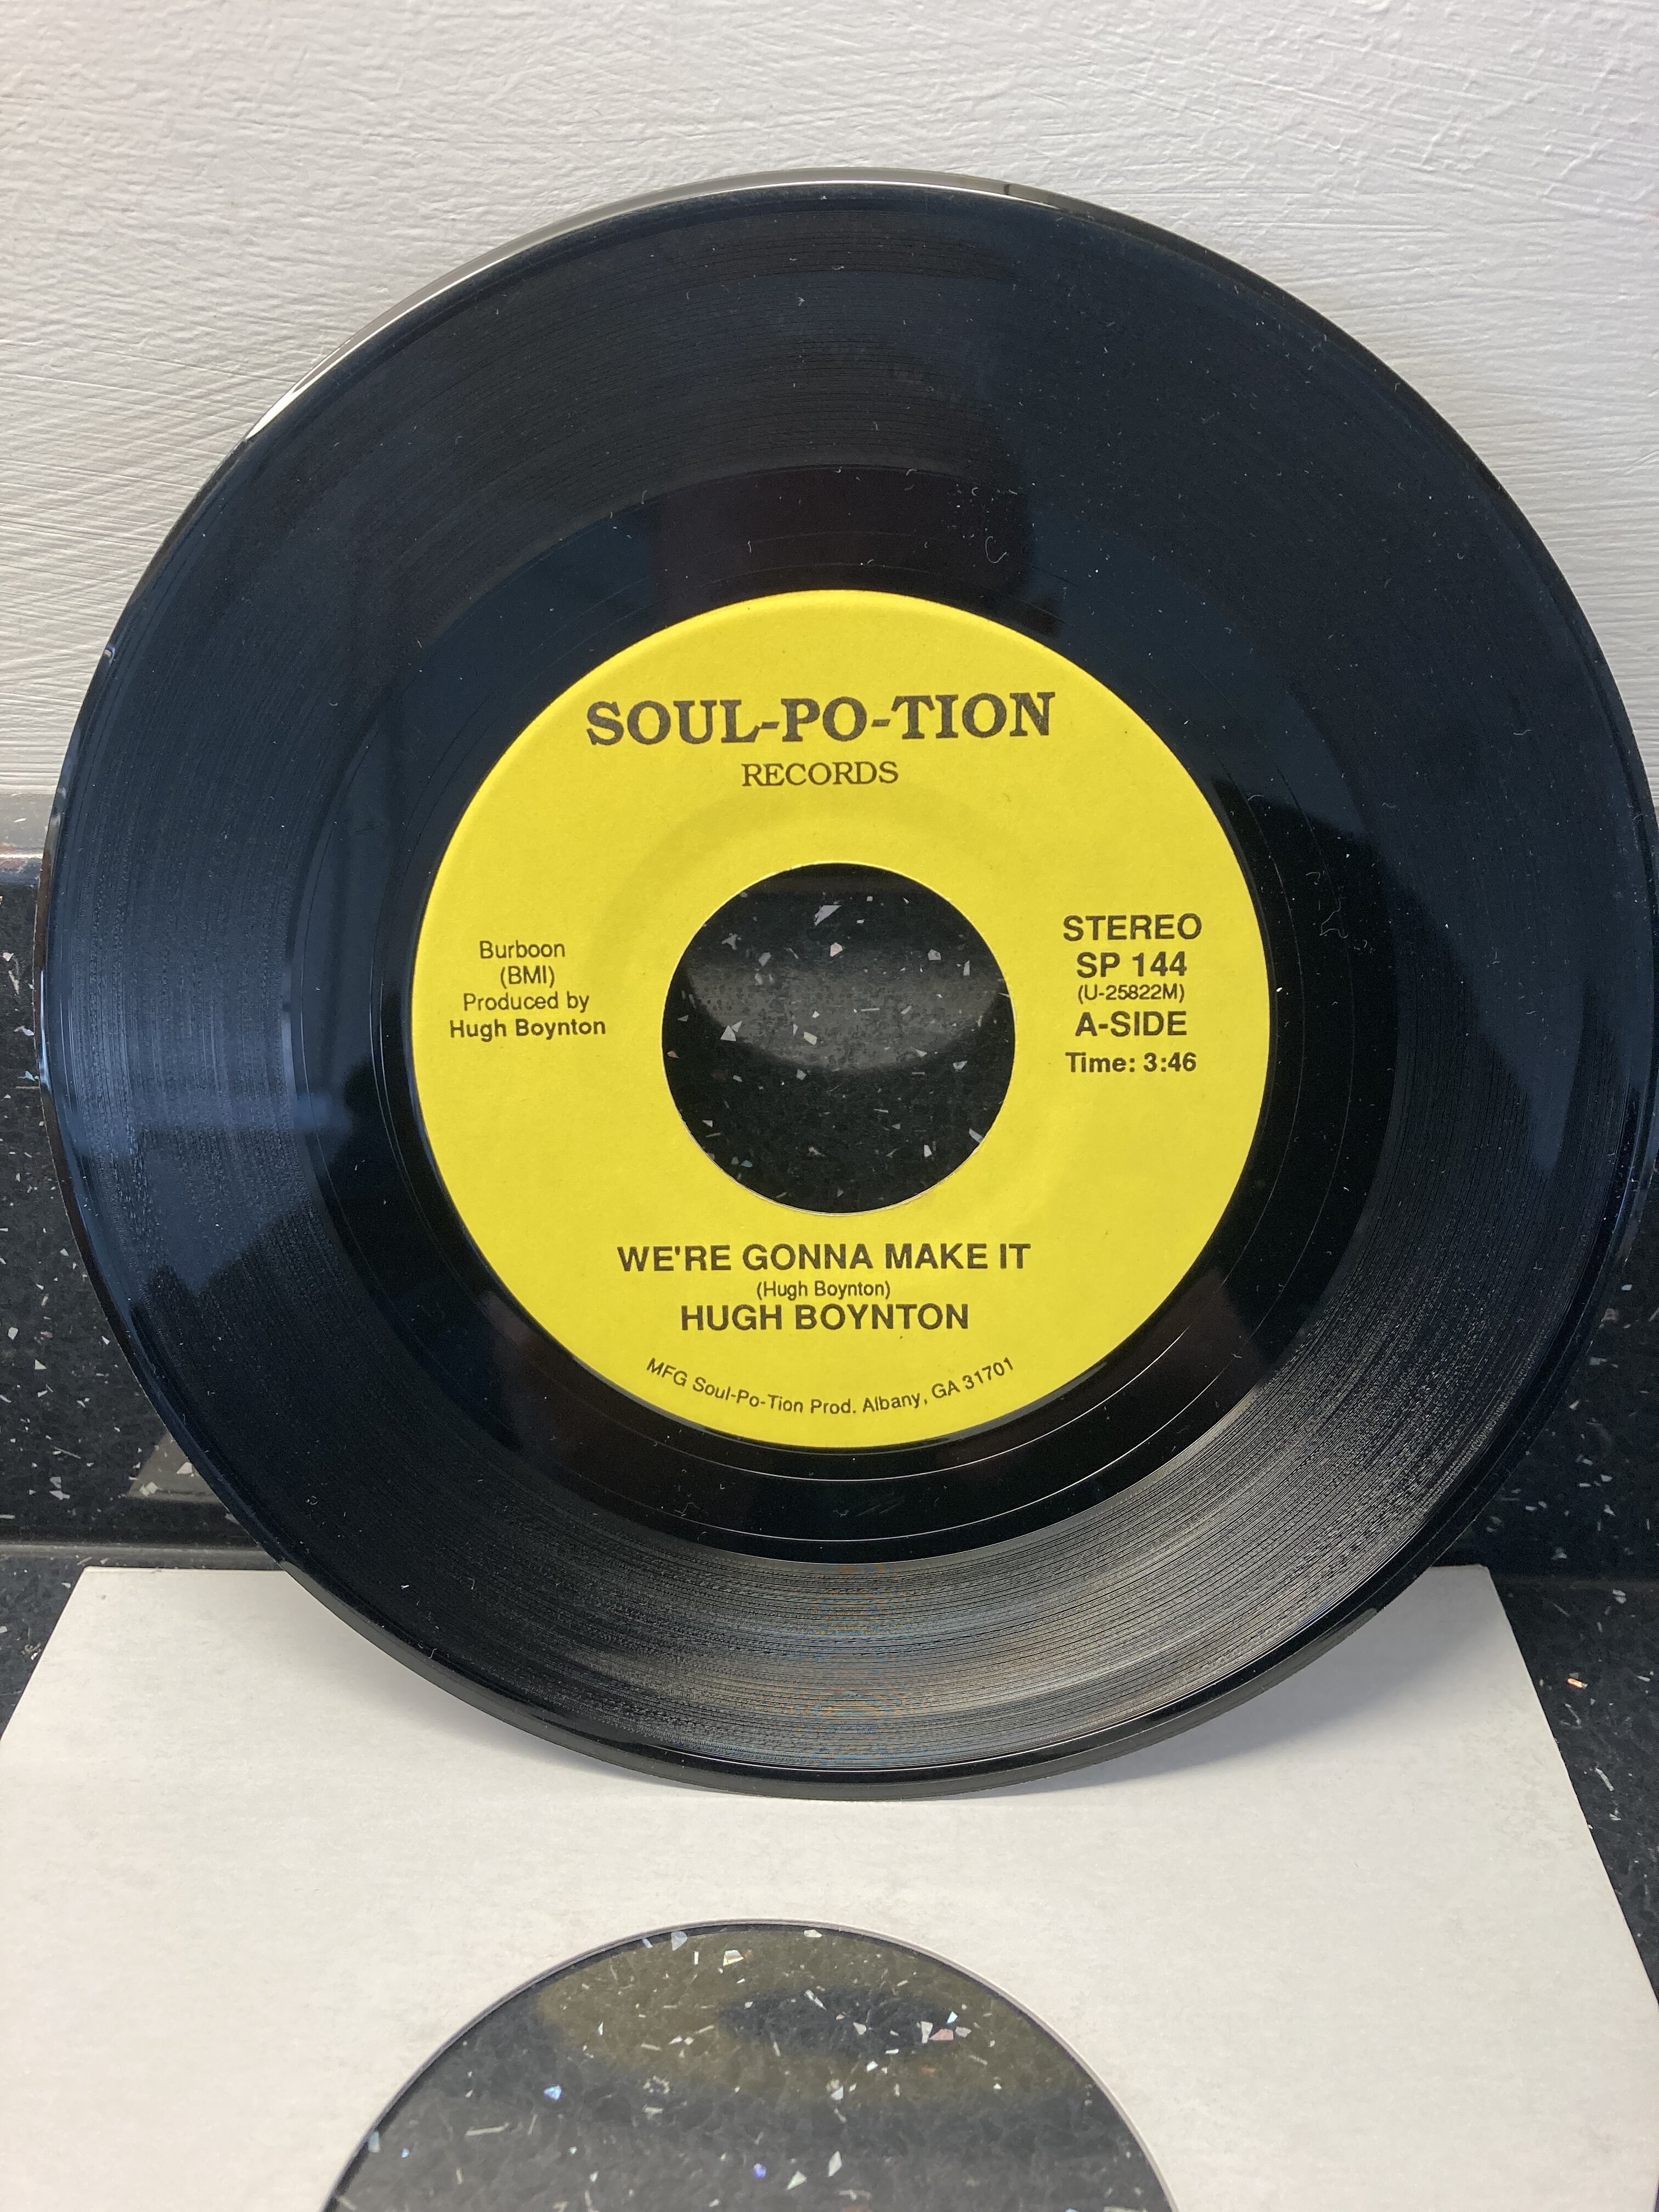 SOUL-PO-TION
RECORDS
Burboon
(BMI)
Produced by
Hugh Boynton
STEREO
SP 144
(U-25822M)
A-SIDE
Time: 3:46
WE'RE GONNA MAKE IT
(Hugh Boynton)
HUGH BOYNTON
MFG Soul-Po-Tion Prod. Albany, GA 31701